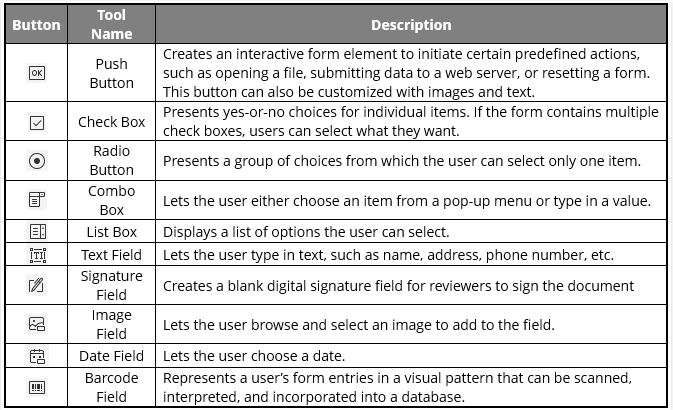 Button Tool Name Description
OK Push Button Creates an interactive form element to initiate certain predefined actions,
such as opening a file, submitting data to a web server, or resetting a form.
This button can also be customized with images and text.
Check Box Presents yes-or-no choices for individual items. If the form contains multiple
check boxes, users can select what they want.
Radio Button Presents a group of choices from which the user can select only one item.
Combo Box Lets the user either choose an item from a pop-up menu or type in a value.
List Box Displays a list of options the user can select.
TI Text Field Lets the user type in text, such as name, address, phone number, etc.
Signature Field Creates a blank digital signature field for reviewers to sign the document
Image Field Lets the user browse and select an image to add to the field.
Date Field Lets the user choose a date.
Barcode Field Represents a user’s form entries in a visual pattern that can be scanned,
interpreted, and incorporated into a database.